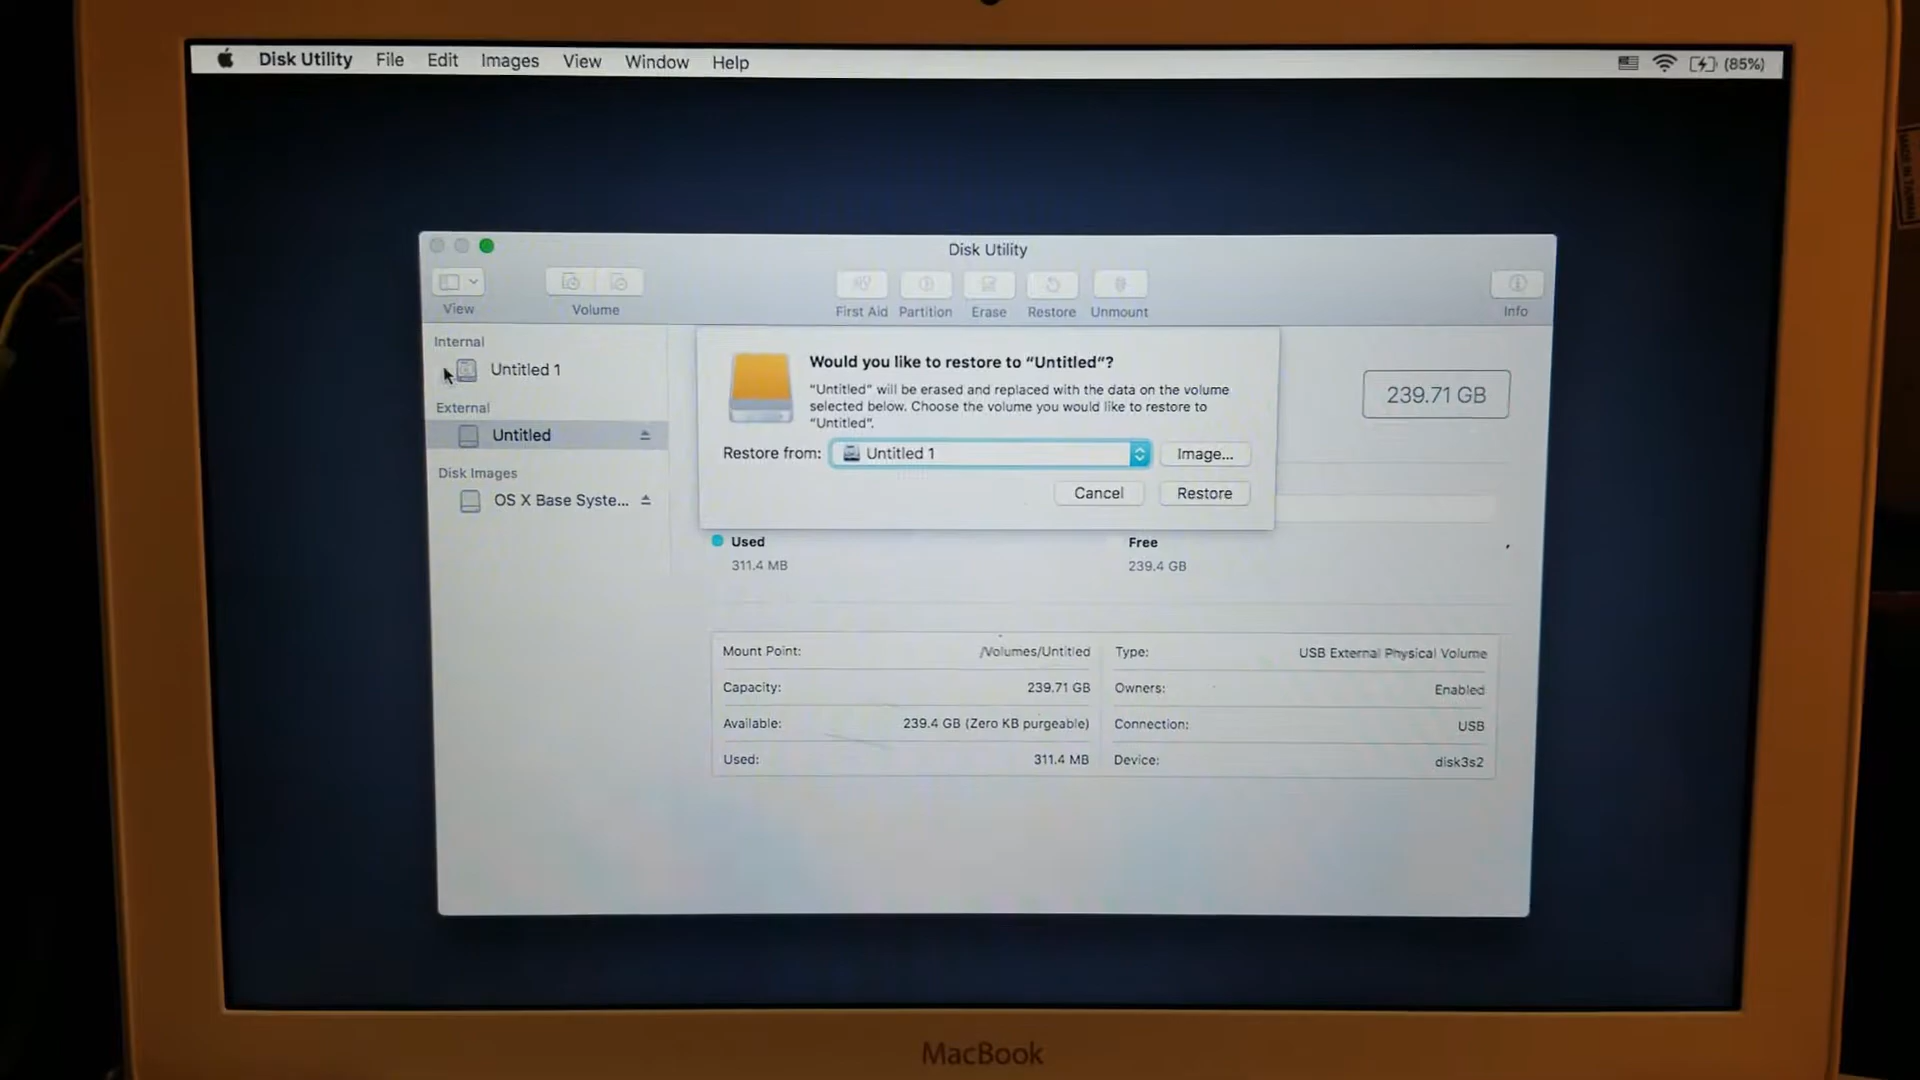 Disk Utility File Edit Images View Window Help (85%)
Disk Utility
View Volume First Aid Partition Erase Restore Unmount Info
Internal
Untitled 1
External
Untitled
Disk Images
OS X Base Syste...
Would you like to restore to “Untitled”?
“Untitled” will be erased and replaced with the data on the volume
selected below. Choose the volume you would like to restore to
“Untitled”.
Restore from: Untitled 1 Image...
Cancel Restore
239.71 GB
Used Free
311.4 MB 239.4 GB
Mount Point: /Volumes/Untitled Type: USB External Physical Volume
Capacity: 239.71 GB Owners: Enabled
Available: 239.4 GB (Zero KB purgeable) Connection: USB
Used: 311.4 MB Device: disk3s2
MacBook
MADE IN TAIWAN